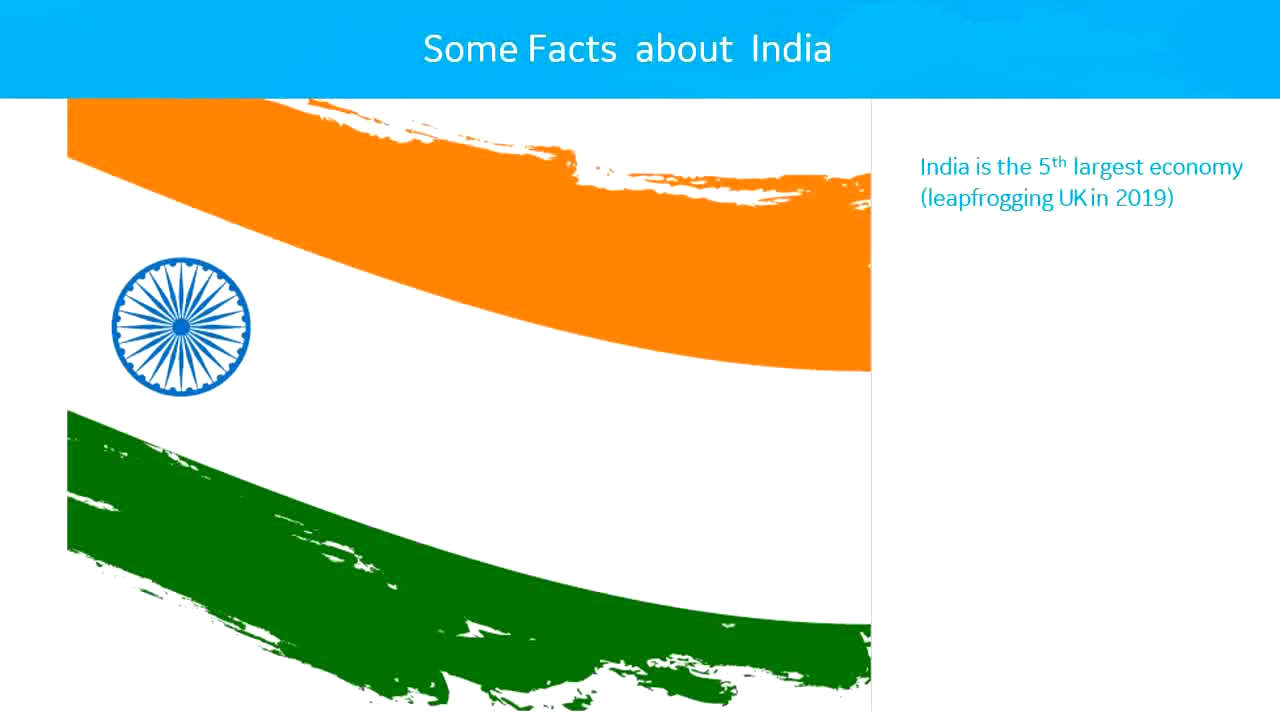 Some Facts about India
India is the 5th largest economy
(leapfrogging UK in 2019)